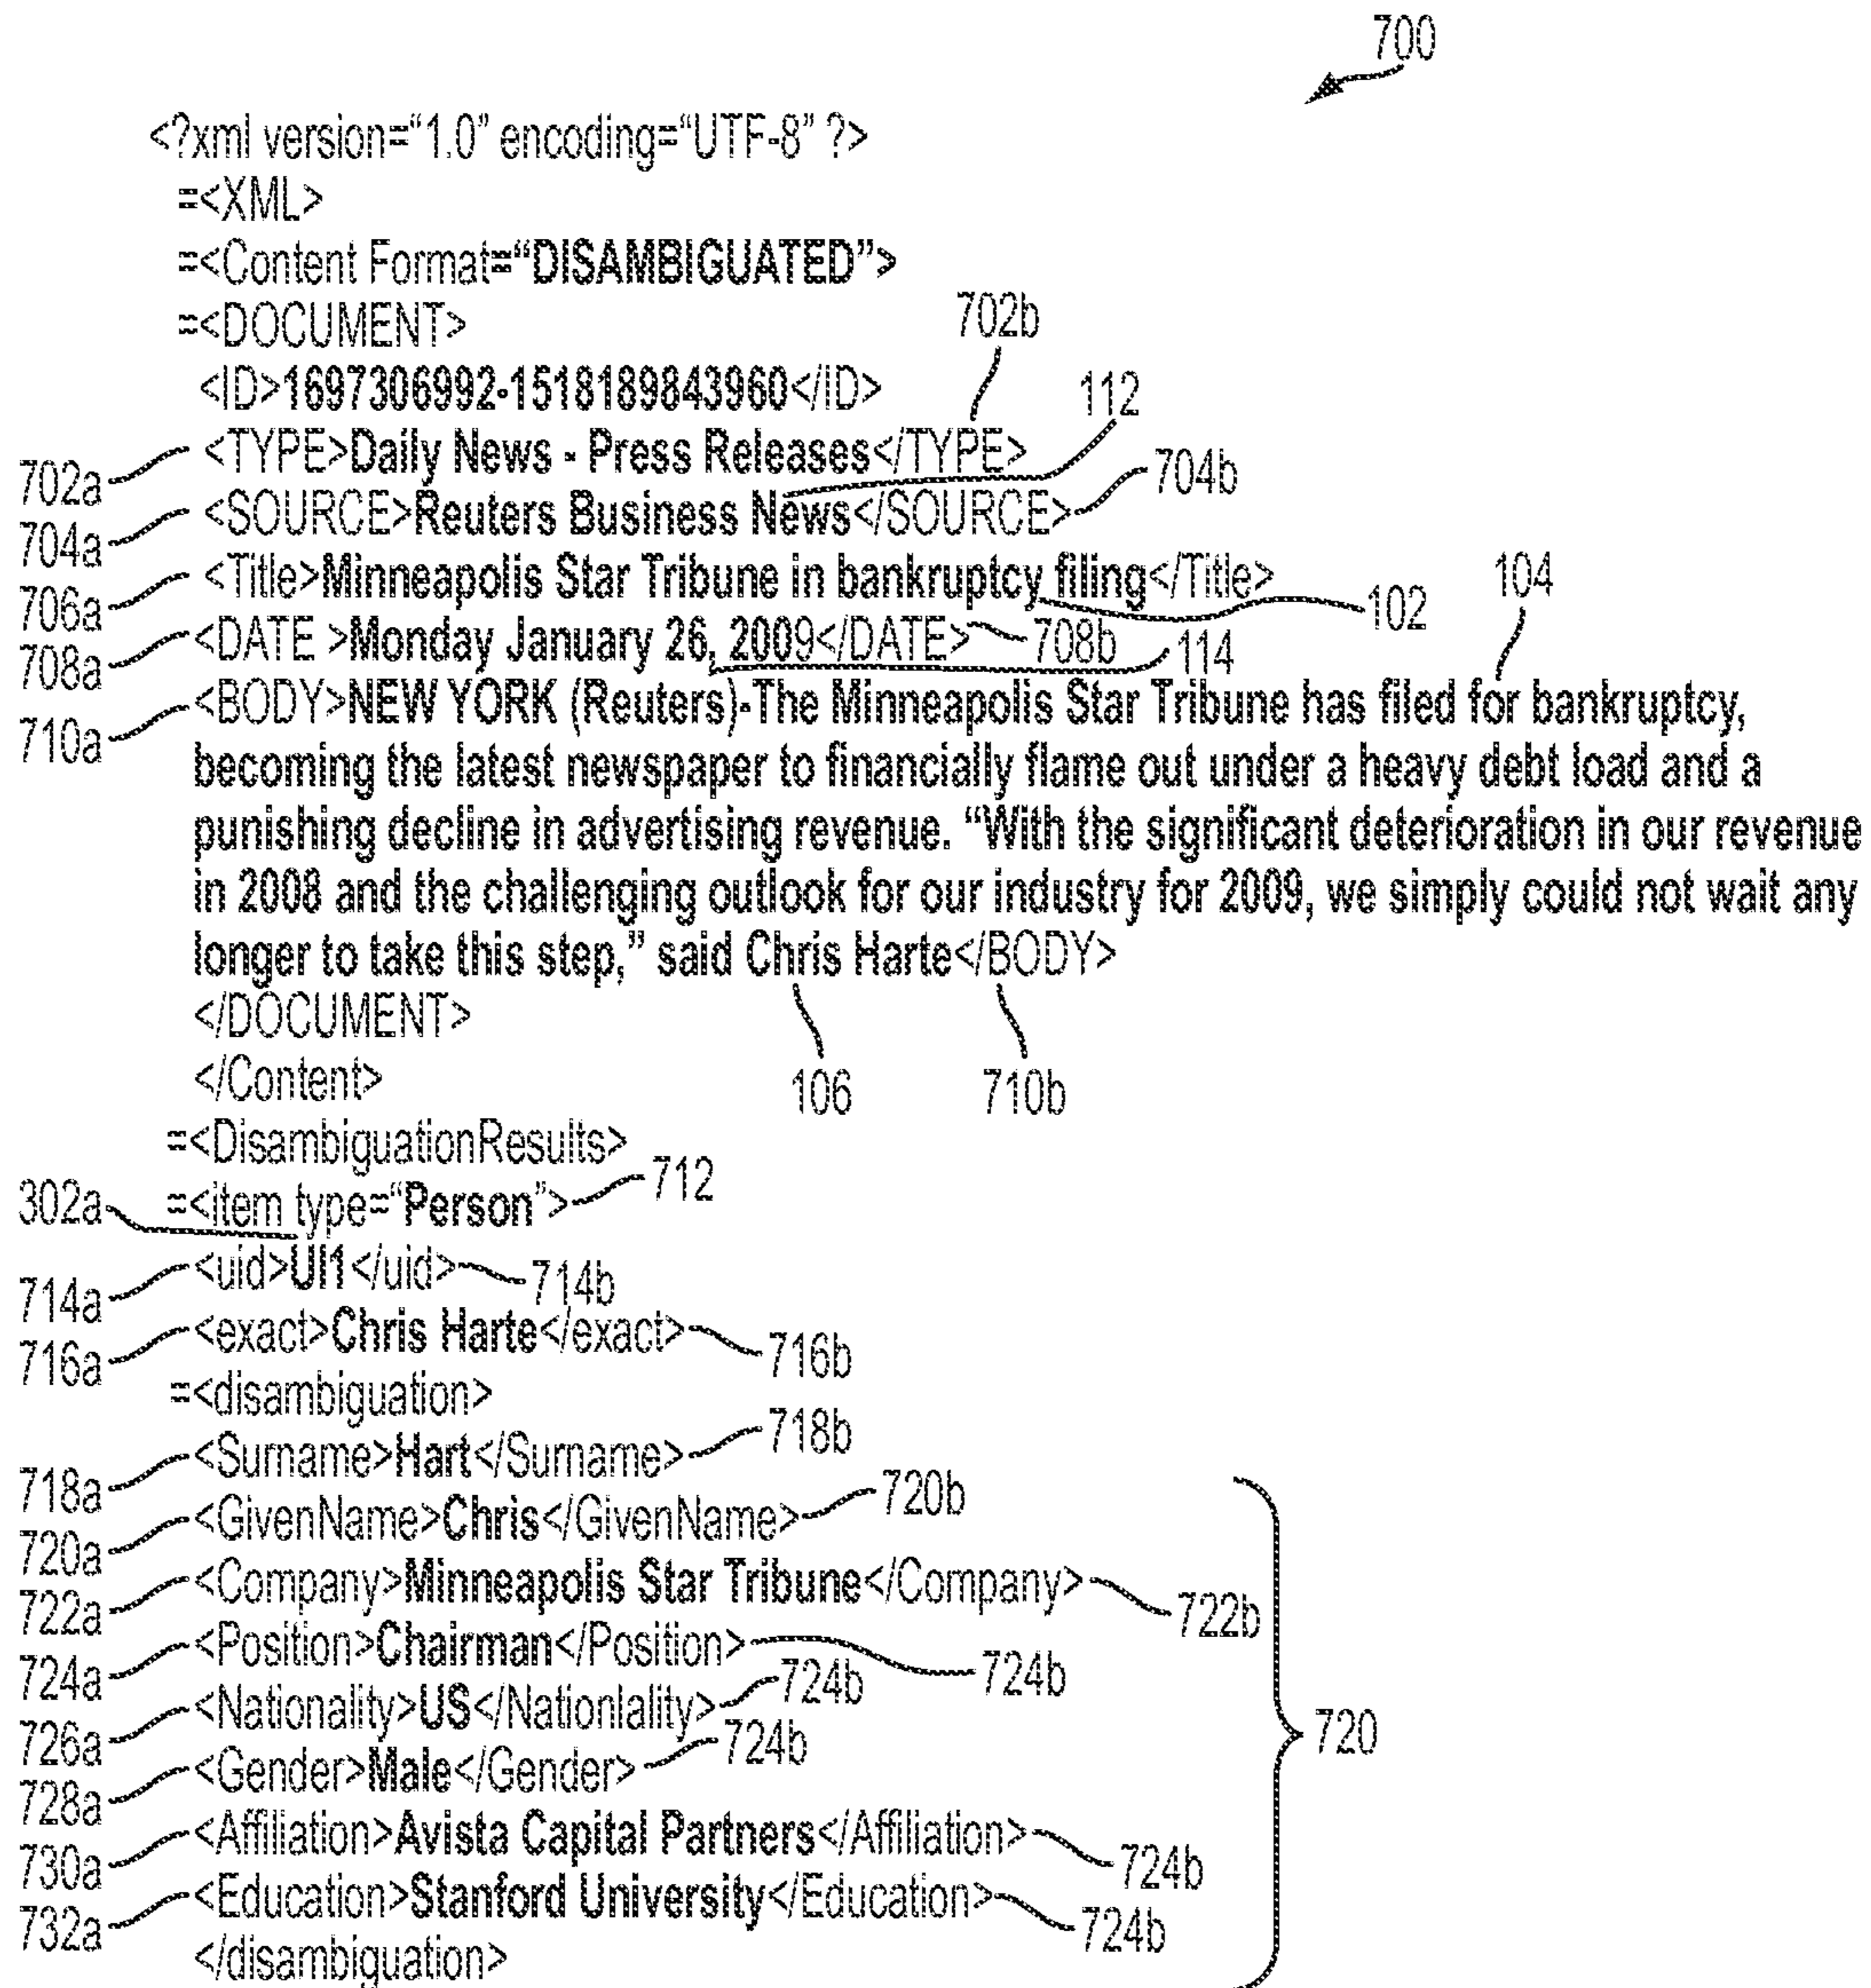 700
<?xml version=“1.0” encoding=“UTF-8” ?>
=<XML>
=<Content Format=“DISAMBIGUATED”>
=<DOCUMENT>
702b
<ID>1697306992-1518189843960</ID>
112
702a <TYPE>Daily News - Press Releases</TYPE>
704a <SOURCE>Reuters Business News</SOURCE> 704b
706a <Title>Minneapolis Star Tribune in bankruptcy filing</Title> 104
102
708a <DATE >Monday January 26, 2009</DATE> 708b 114
710a <BODY>NEW YORK (Reuters)-The Minneapolis Star Tribune has filed for bankruptcy,
becoming the latest newspaper to financially flame out under a heavy debt load and a
punishing decline in advertising revenue. “With the significant deterioration in our revenue
in 2008 and the challenging outlook for our industry for 2009, we simply could not wait any
longer to take this step,” said Chris Harte</BODY>
</DOCUMENT>
</Content> 106 710b
=<DisambiguationResults>
302a =<item type=“Person”> 712
714a <uid>UI1</uid> 714b
716a <exact>Chris Harte</exact> 716b
=<disambiguation>
718a <Surname>Hart</Surname> 718b
720a <GivenName>Chris</GivenName> 720b
722a <Company>Minneapolis Star Tribune</Company> 722b
724a <Position>Chairman</Position> 724b
726a <Nationality>US</Nationlality> 724b 720
728a <Gender>Male</Gender> 724b
730a <Affiliation>Avista Capital Partners</Affiliation> 724b
732a <Education>Stanford University</Education> 724b
</disambiguation>